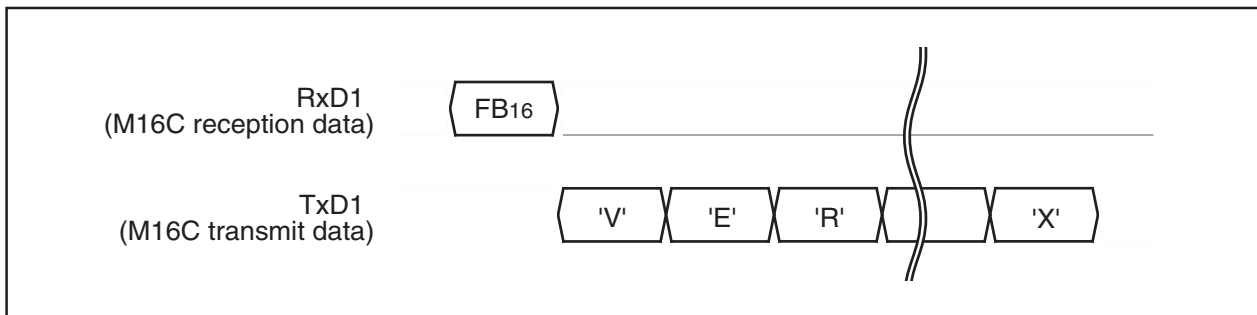 RxD1
(M16C reception data)
FB16
TxD1
(M16C transmit data)
'V' 'E' 'R' 'X'